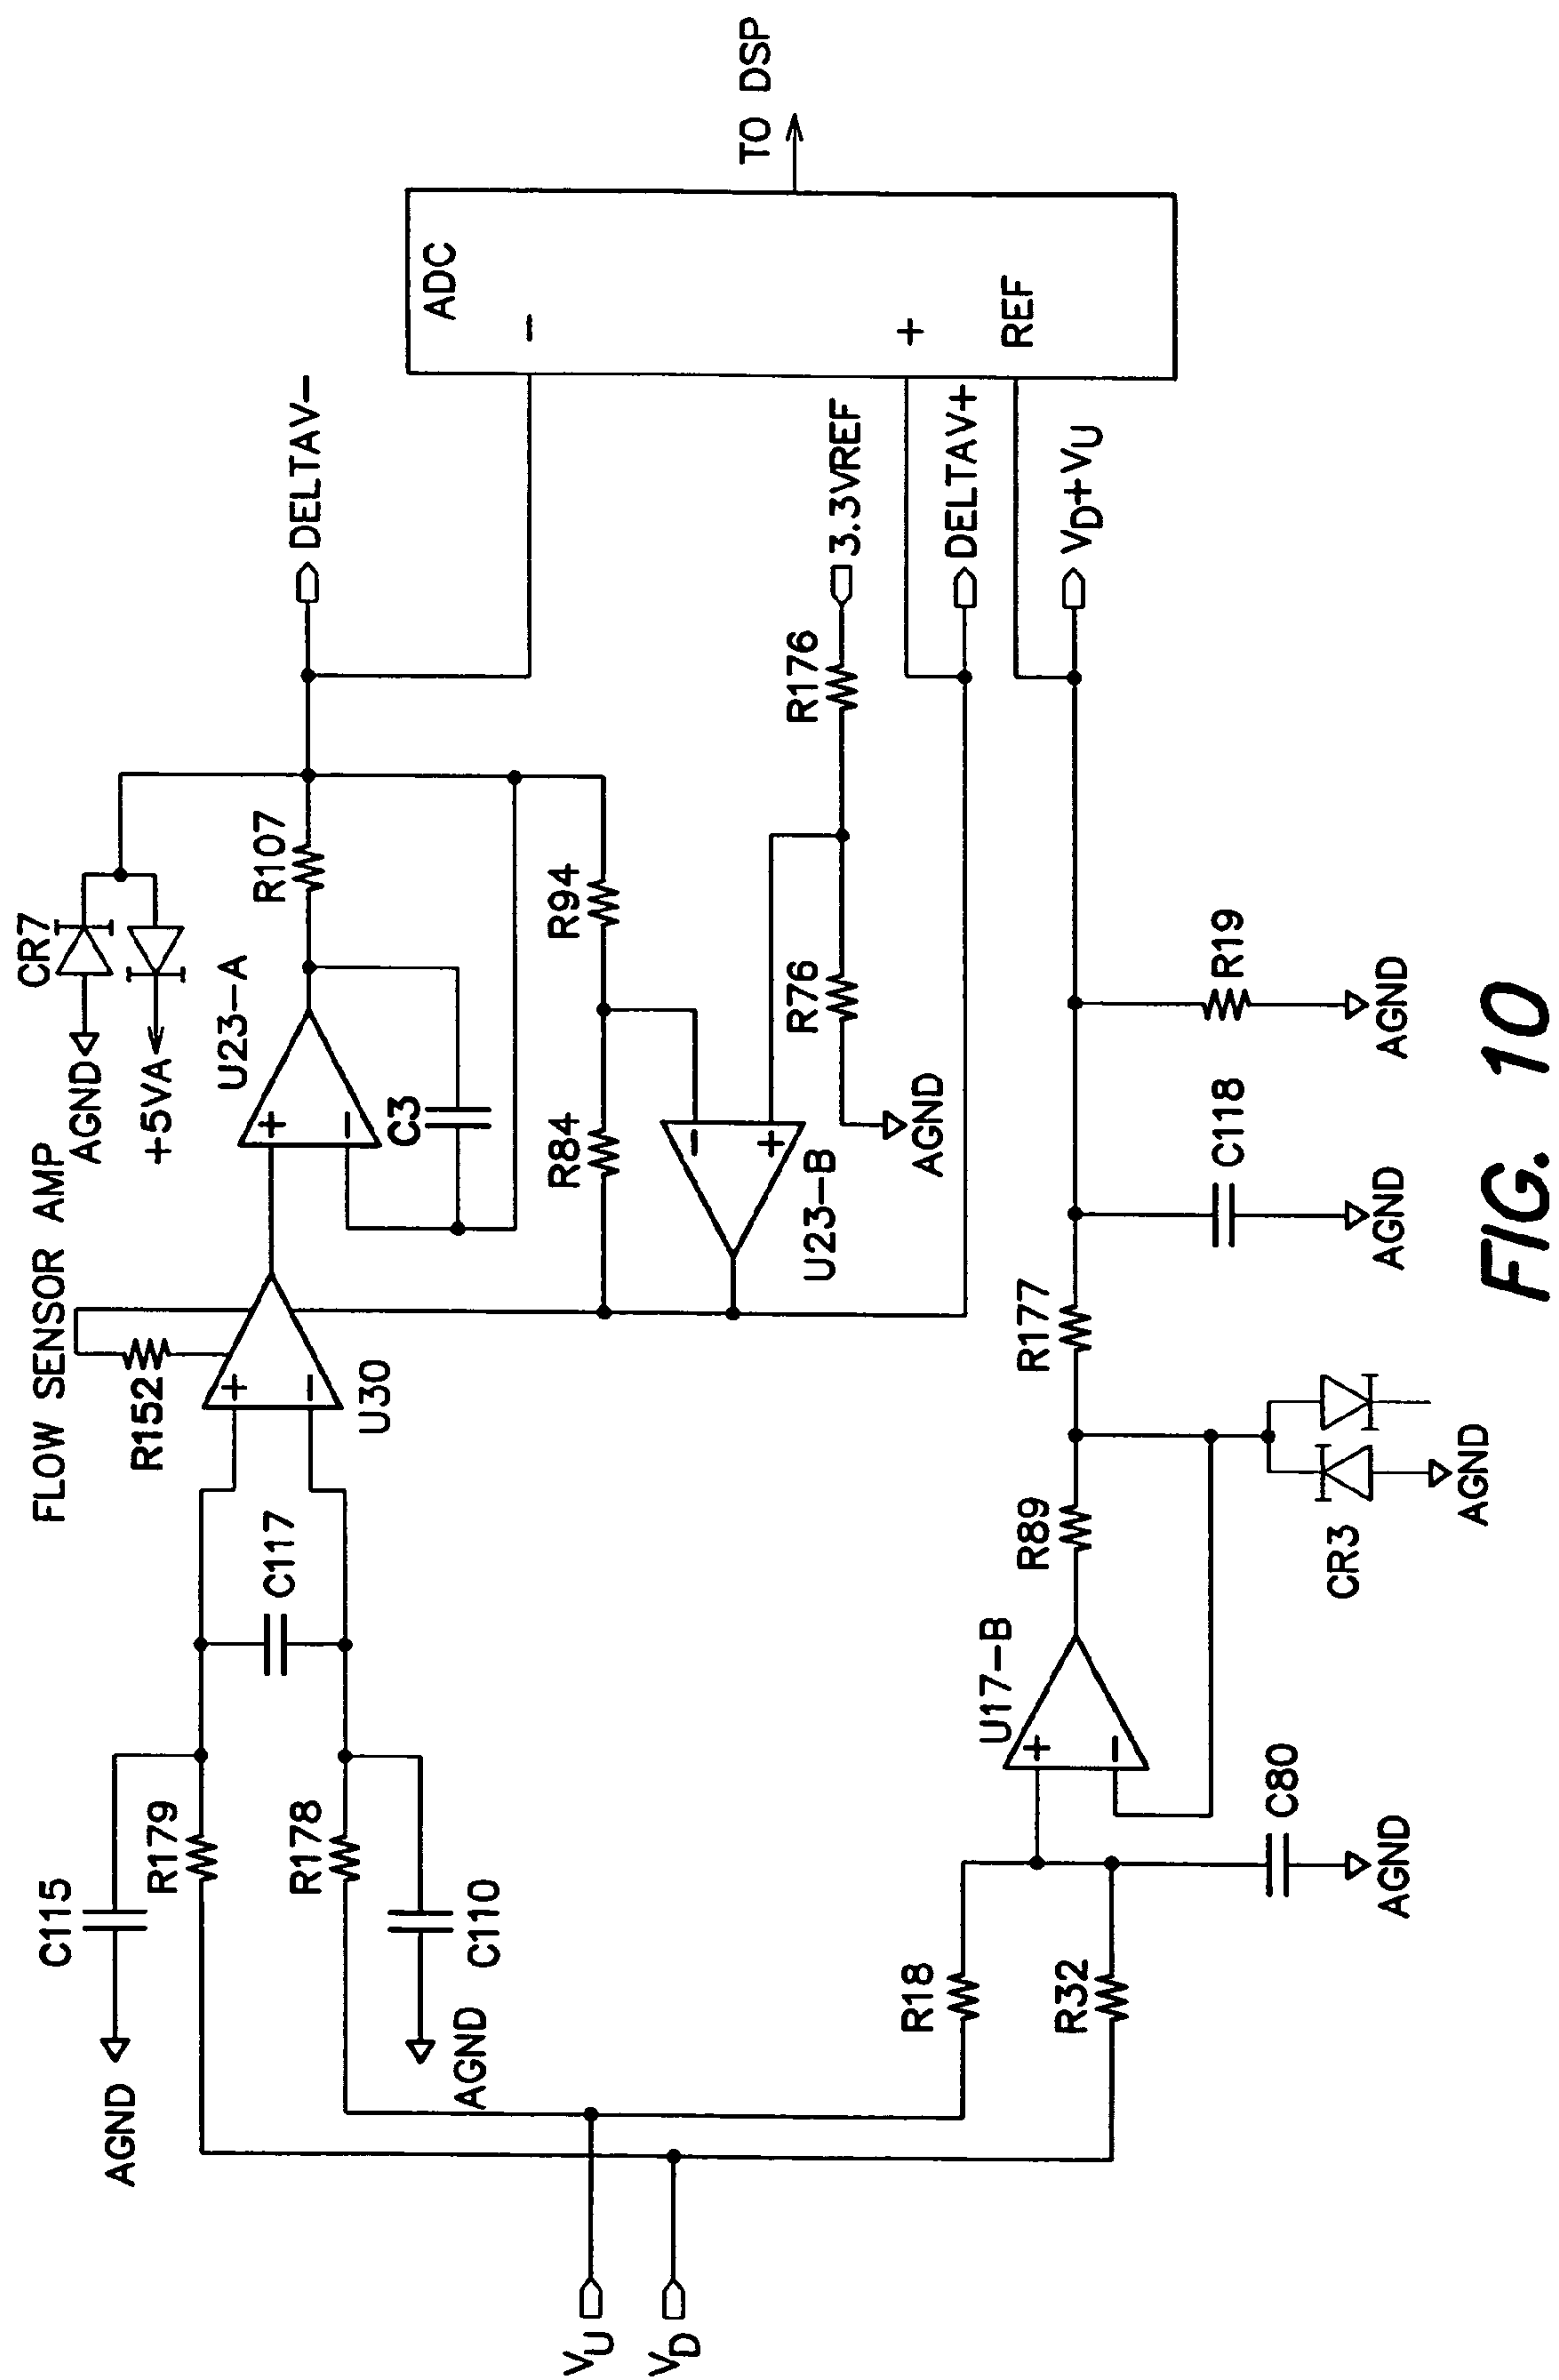 FLOW SENSOR AMP
CR7
AGND
+5VA
C115
AGND
R179
R178
C110
AGND
C117
R152
+
-
U30
U23-A
+
-
C3
R107
DELTAV-
R84
R94
-
+
U23-B
R76
R176
3.3VREF
AGND
DELTAV+
ADC
-
+
REF
TO DSP
VU
VD
R18
R32
U17-B
+
-
C80
AGND
R89
R177
CR3
AGND
C118
AGND
R19
AGND
VD+VU
FIG. 10